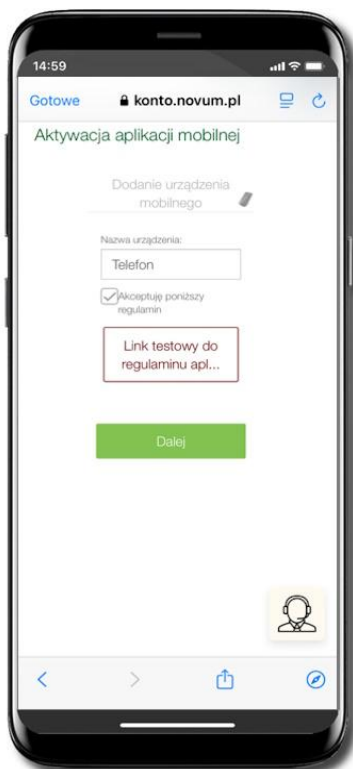 14:59
Gotowe konto.novum.pl
Aktywacja aplikacji mobilnej
Dodanie urządzenia
mobilnego
Nazwa urządzenia:
Telefon
Akceptuję poniższy
regulamin
Link testowy do
regulaminu apl...
Dalej